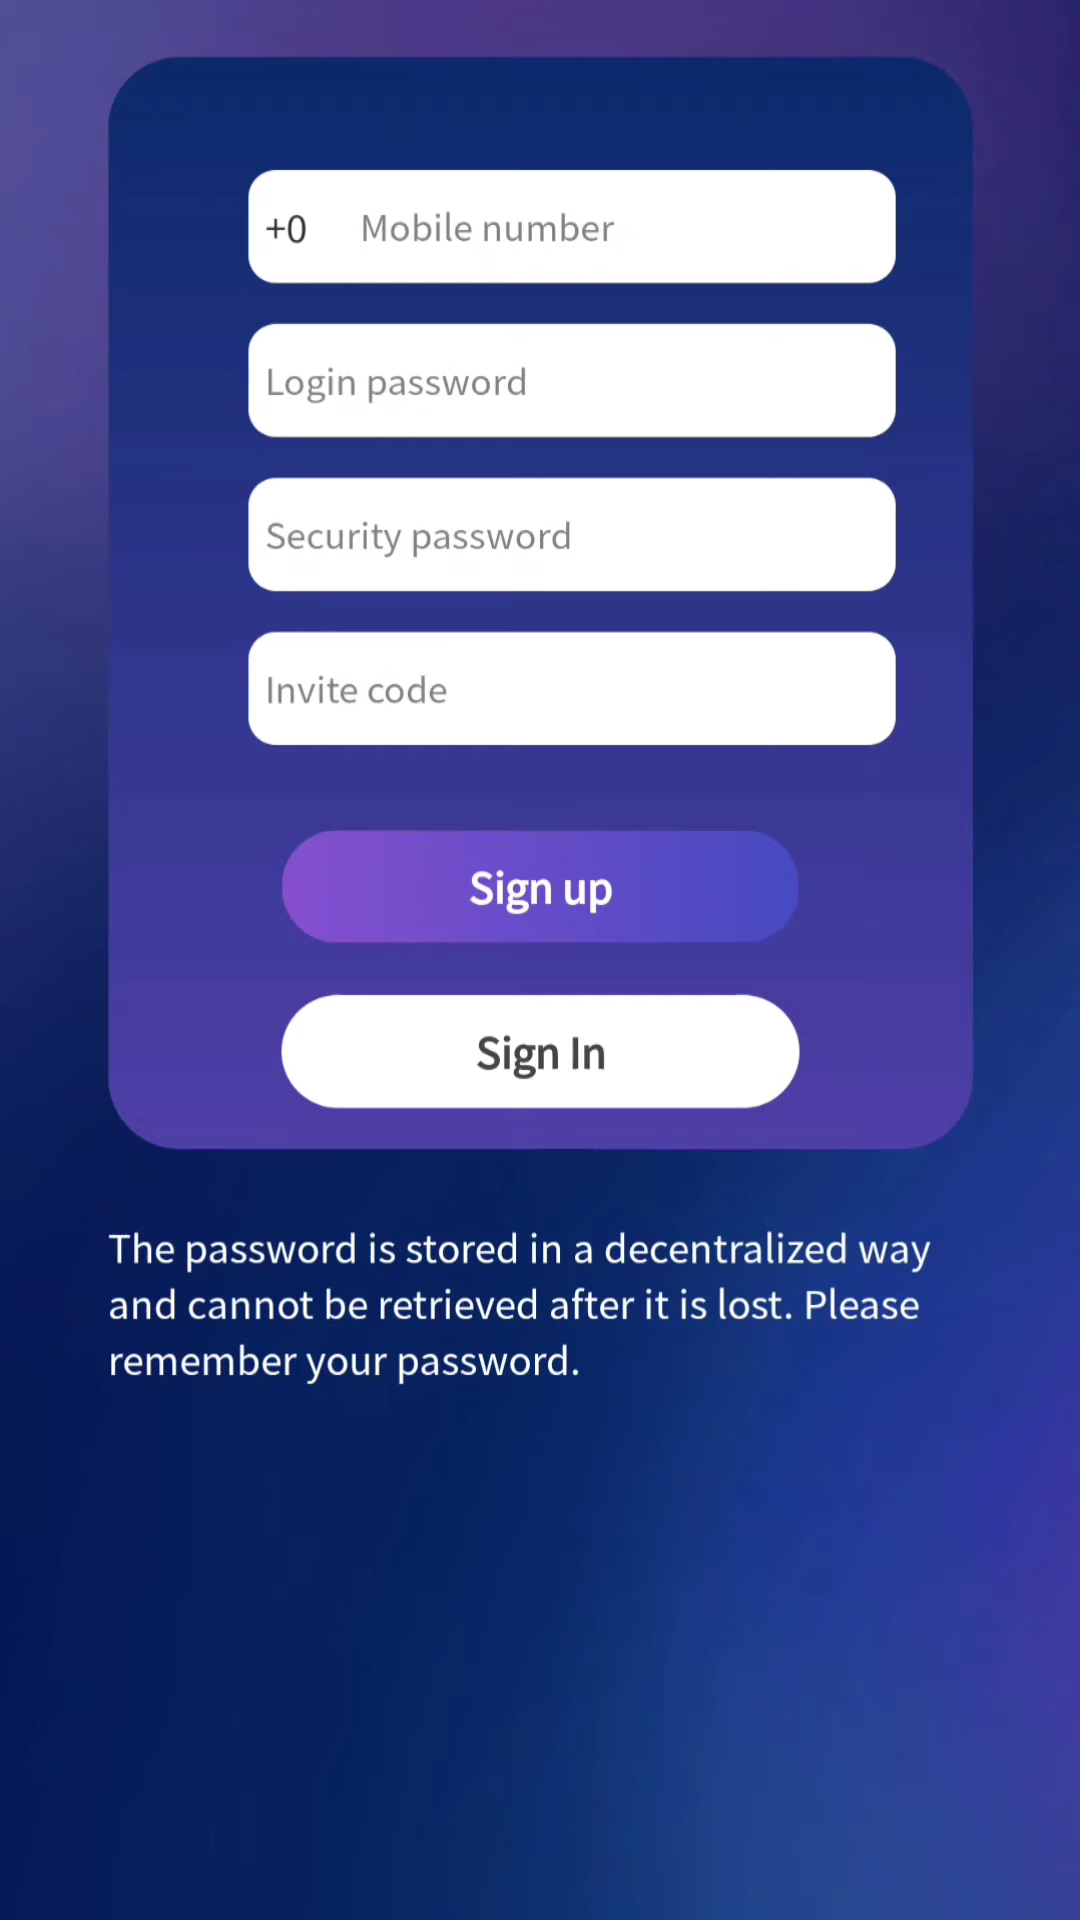 +0 Mobile number
Login password
Security password
Invite code
Sign up
Sign In
The password is stored in a decentralized way
and cannot be retrieved after it is lost. Please
remember your password.